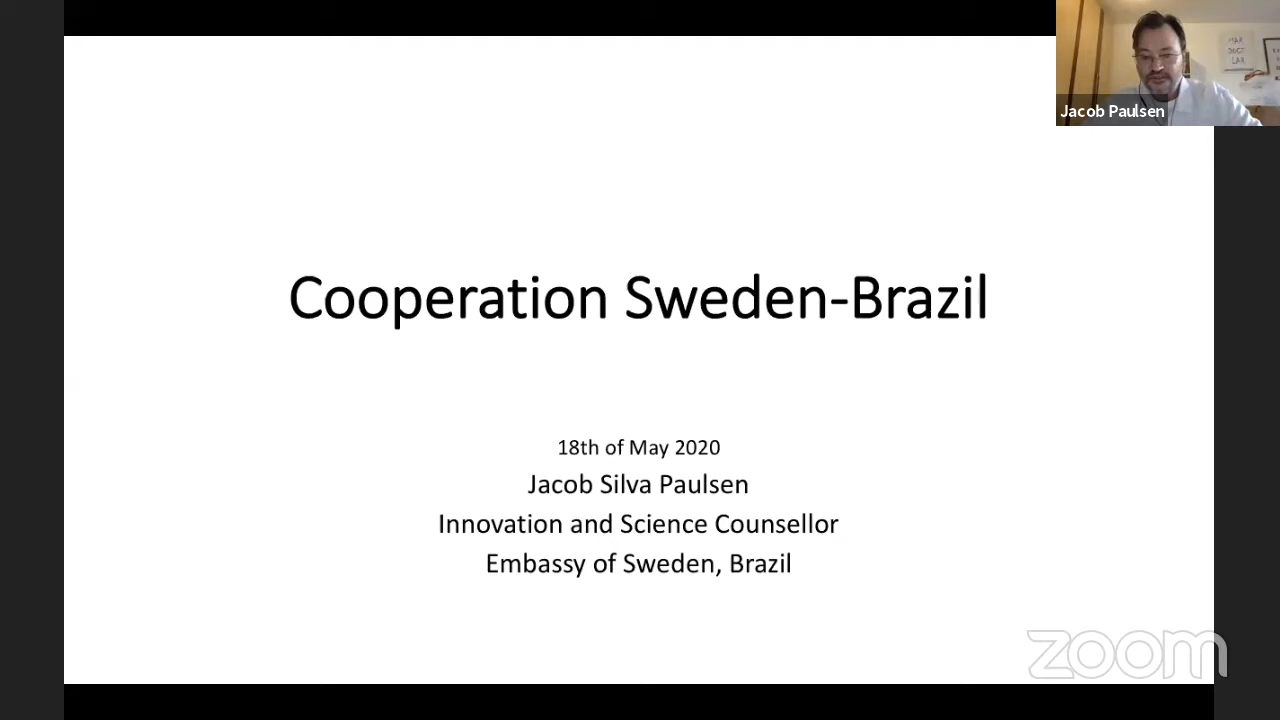 Jacob Paulsen
Cooperation Sweden-Brazil
18th of May 2020
Jacob Silva Paulsen
Innovation and Science Counsellor
Embassy of Sweden, Brazil
zoom